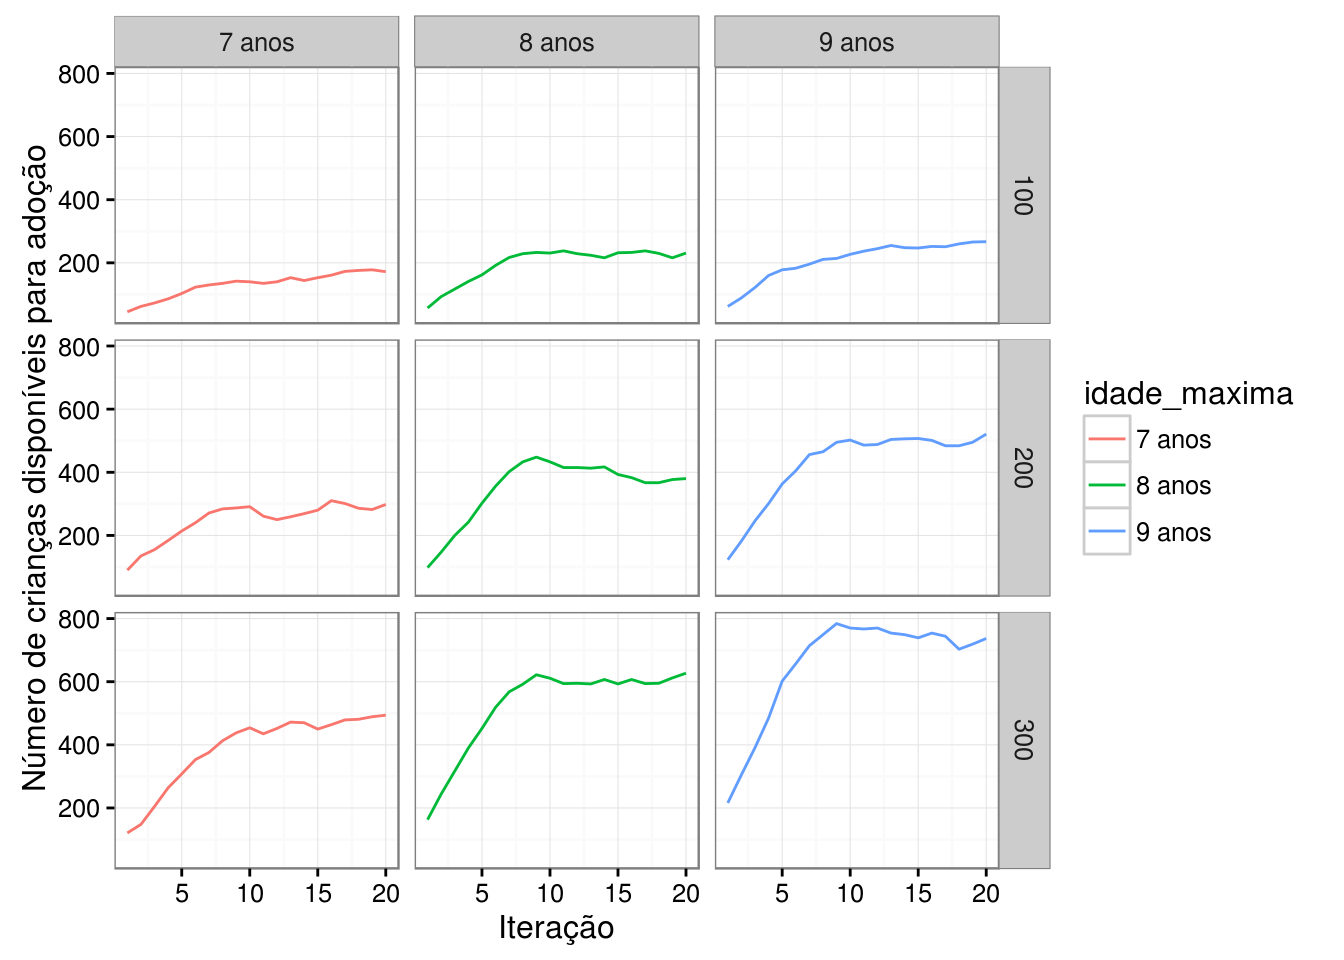 7 anos 8 anos 9 anos
800
600
400
200
100
800
600
400
200
200
800
600
400
200
300
5 10 15 20 5 10 15 20 5 10 15 20
Iteração
Número de crianças disponíveis para adoção
idade_maxima
7 anos
8 anos
9 anos